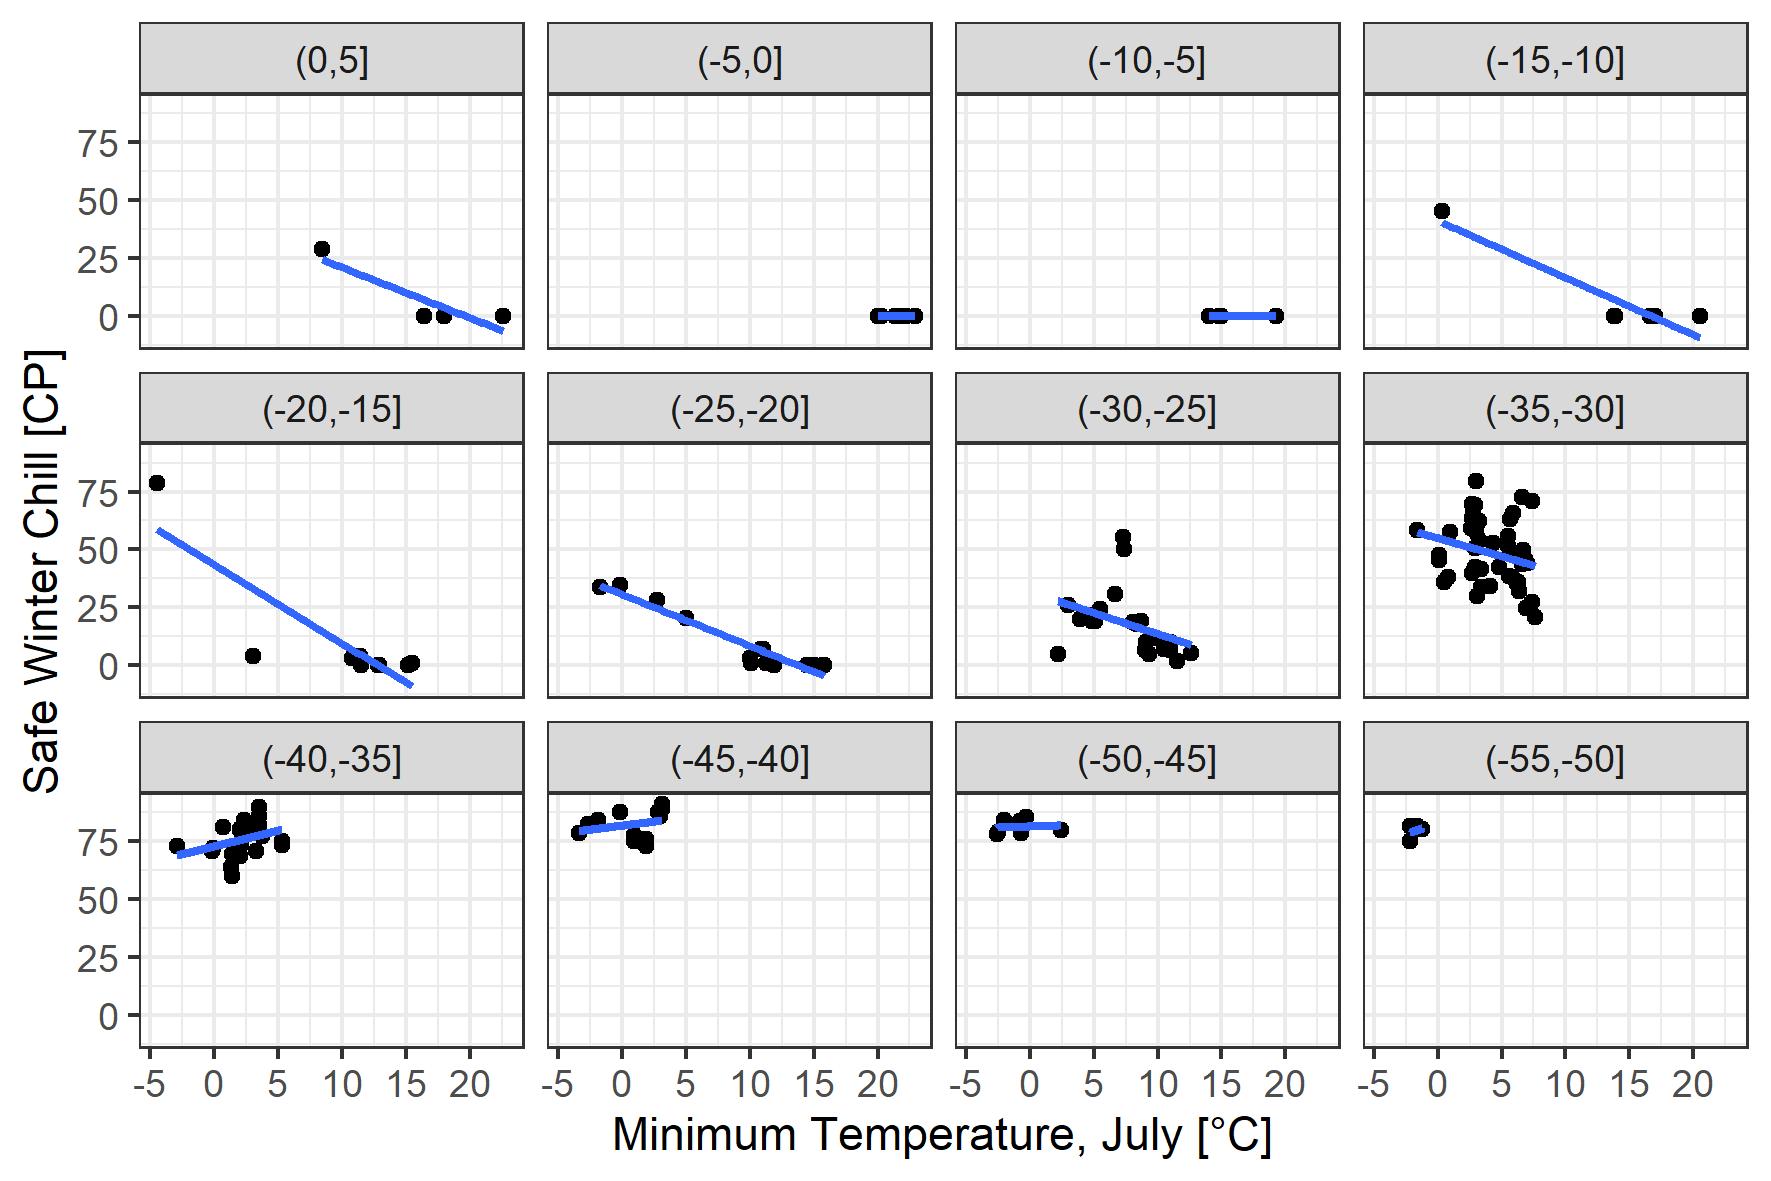 (0,5] (-5,0] (-10,-5] (-15,-10]
75
50
25
0
(-20,-15] (-25,-20] (-30,-25] (-35,-30]
75
50
25
0
(-40,-35] (-45,-40] (-50,-45] (-55,-50]
75
50
25
0
-5 0 5 10 15 20 -5 0 5 10 15 20 -5 0 5 10 15 20 -5 0 5 10 15 20
Minimum Temperature, July [°C]
Safe Winter Chill [CP]